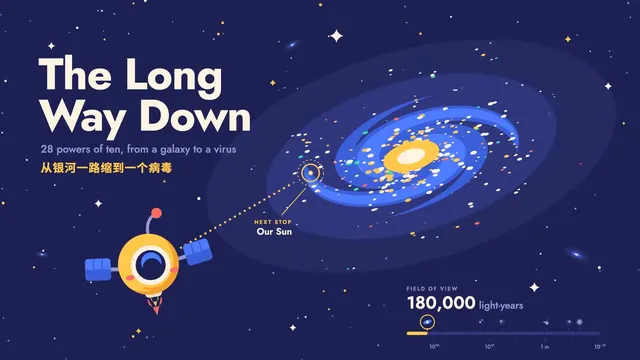 The Long
Way Down
28 powers of ten, from a galaxy to a virus
从银河一路缩到一个病毒
NEXT STOP
Our Sun
FIELD OF VIEW
180,000 light-years
1 m